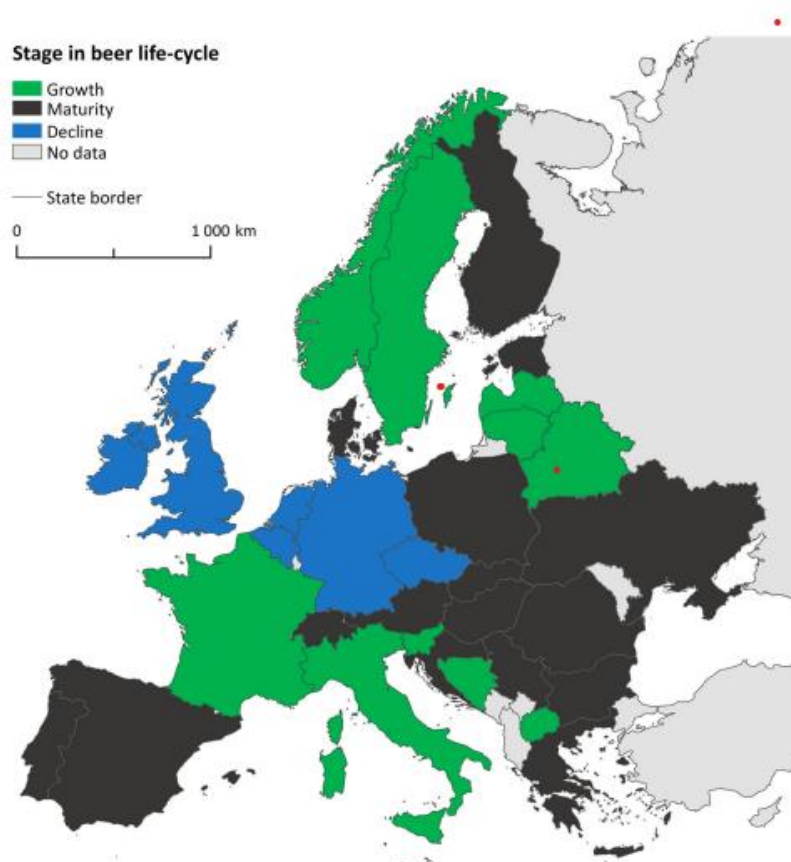 Stage in beer life-cycle
Growth
Maturity
Decline
No data
State border
0 1 000 km